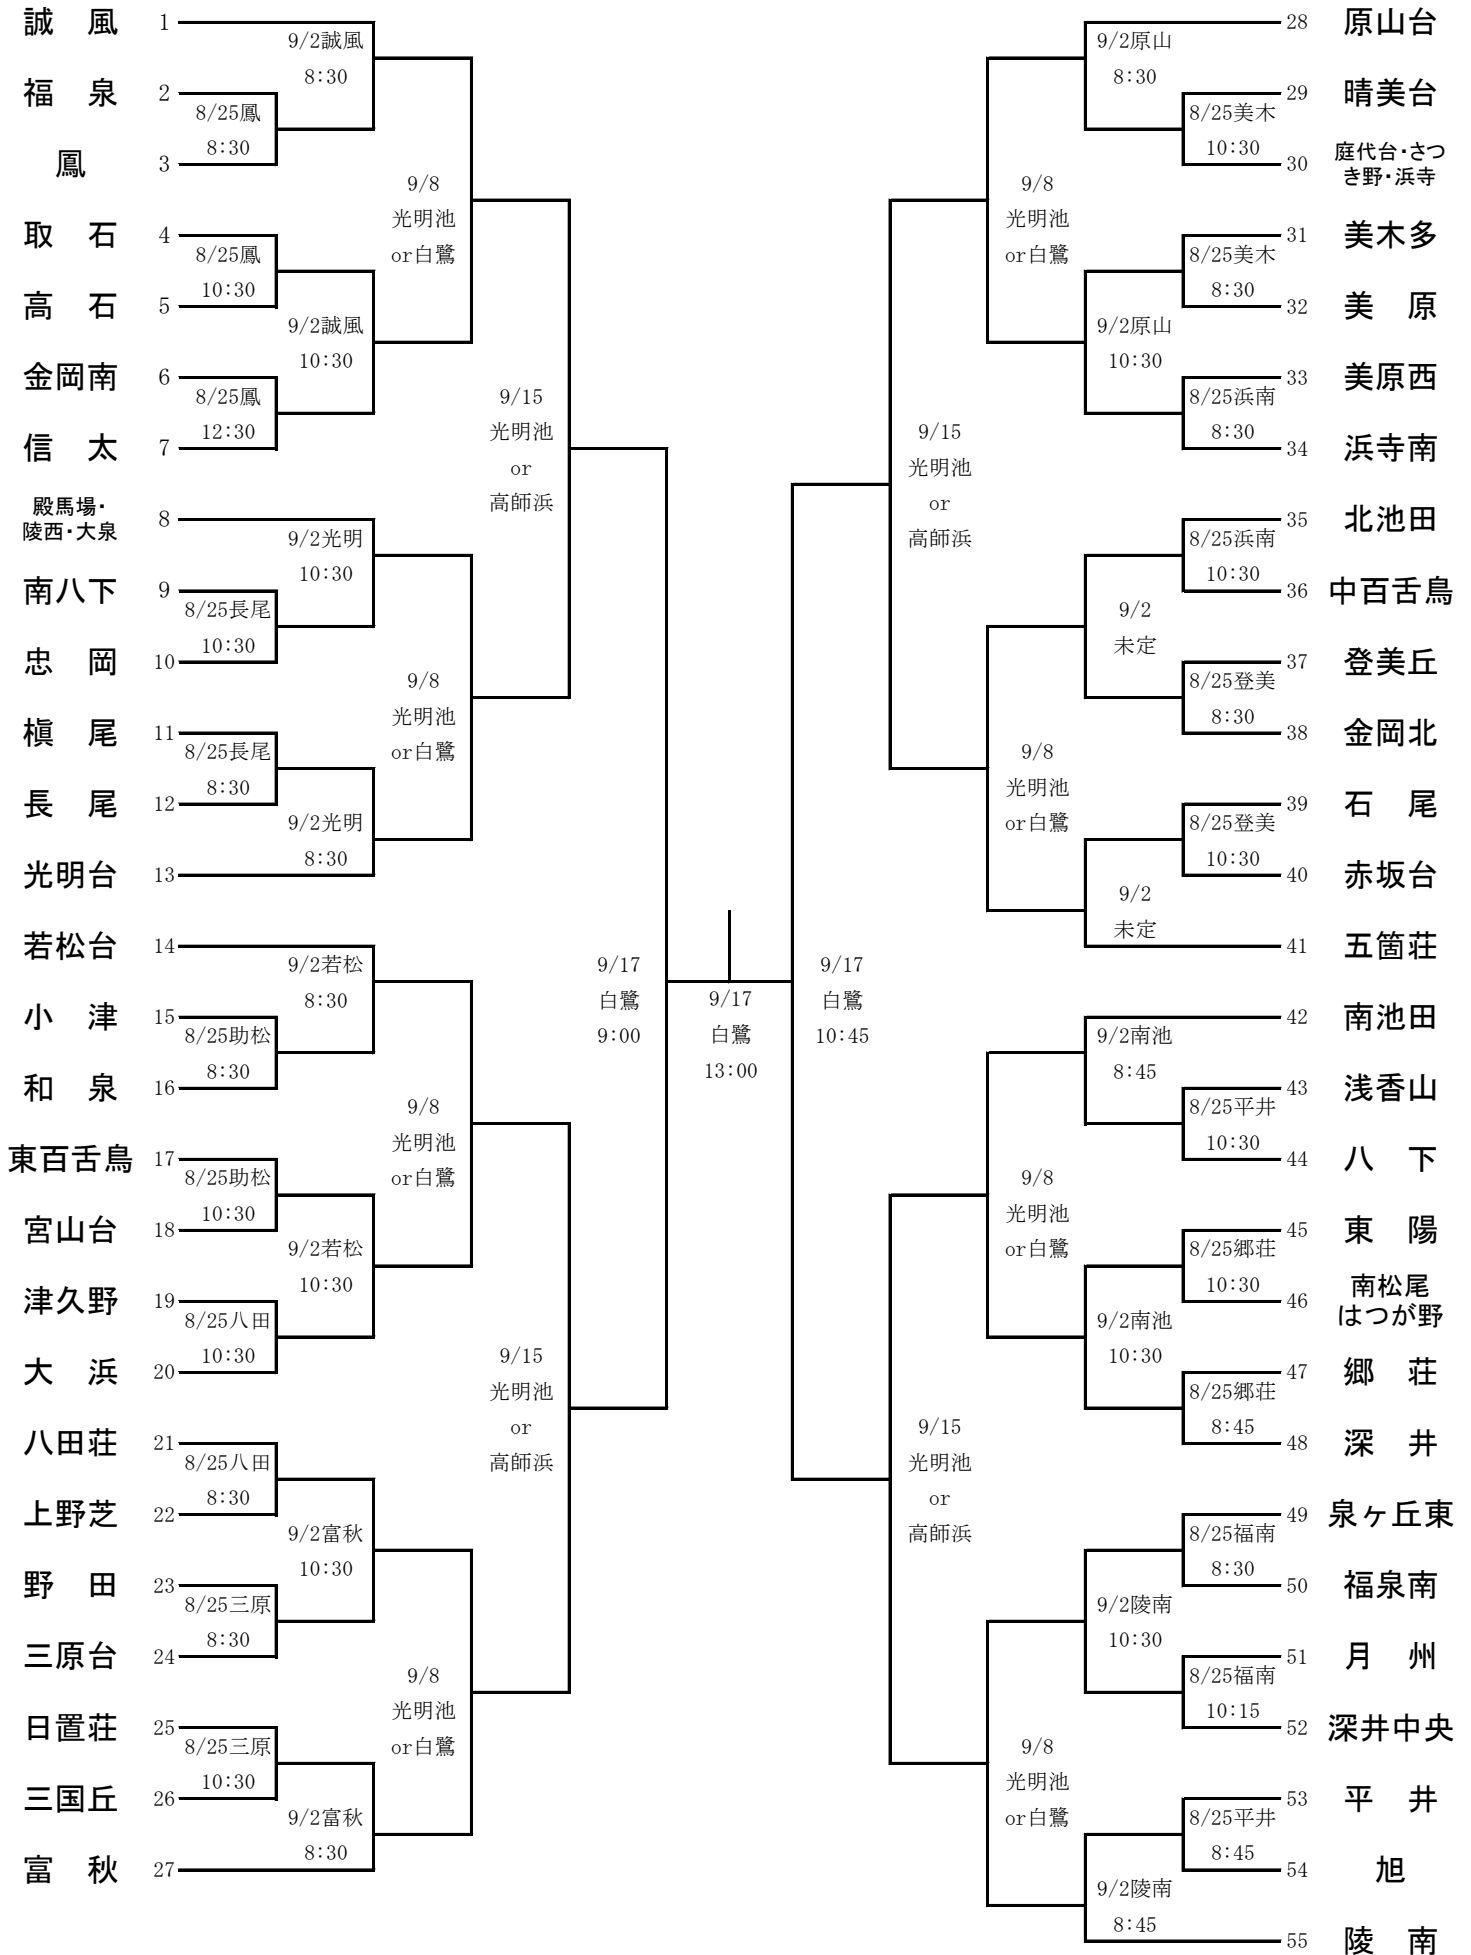 誠　風 1
9/2誠風
8:30
福　泉 2
8/25鳳
8:30
鳳 3
9/8
光明池
or白鷺
取　石 4
8/25鳳
10:30
高　石 5
9/2誠風
10:30
金岡南 6
8/25鳳
12:30
信　太 7
9/15
光明池
or
高師浜
殿馬場・
陵西・大泉
8
9/2光明
10:30
南八下 9
8/25長尾
10:30
忠　岡 10
9/8
光明池
or白鷺
槇　尾 11
8/25長尾
8:30
長　尾 12
9/2光明
8:30
光明台 13
若松台 14
9/2若松
8:30
小　津 15
8/25助松
8:30
和　泉 16
9/8
光明池
or白鷺
東百舌鳥 17
8/25助松
10:30
宮山台 18
9/2若松
10:30
津久野 19
8/25八田
10:30
大　浜 20
9/15
光明池
or
高師浜
八田荘 21
8/25八田
8:30
上野芝 22
9/2富秋
10:30
野　田 23
8/25三原
8:30
三原台 24
9/8
光明池
or白鷺
日置荘 25
8/25三原
10:30
三国丘 26
9/2富秋
8:30
富　秋 27
9/17
白鷺
9:00
9/17
白鷺
13:00
9/17
白鷺
10:45
28 原山台
9/2原山
8:30
29 晴美台
8/25美木
10:30
30
庭代台・さつ
き野・浜寺
9/8
光明池
or白鷺
31 美木多
8/25美木
8:30
32 美　原
9/2原山
10:30
33 美原西
8/25浜南
8:30
34 浜寺南
9/15
光明池
or
高師浜
35 北池田
8/25浜南
10:30
36 中百舌鳥
9/2
未定
37 登美丘
8/25登美
8:30
38 金岡北
9/8
光明池
or白鷺
39 石　尾
8/25登美
10:30
40 赤坂台
9/2
未定
41 五箇荘
42 南池田
9/2南池
8:45
43 浅香山
8/25平井
10:30
44 八　下
9/8
光明池
or白鷺
45 東　陽
8/25郷荘
10:30
46
南松尾
はつが野
9/2南池
10:30
47 郷　荘
8/25郷荘
8:45
48 深　井
9/15
光明池
or
高師浜
49 泉ヶ丘東
8/25福南
8:30
50 福泉南
9/2陵南
10:30
51 月　州
8/25福南
10:15
52 深井中央
9/8
光明池
or白鷺
53 平　井
8/25平井
8:45
54 旭
9/2陵南
8:45
55 陵　南